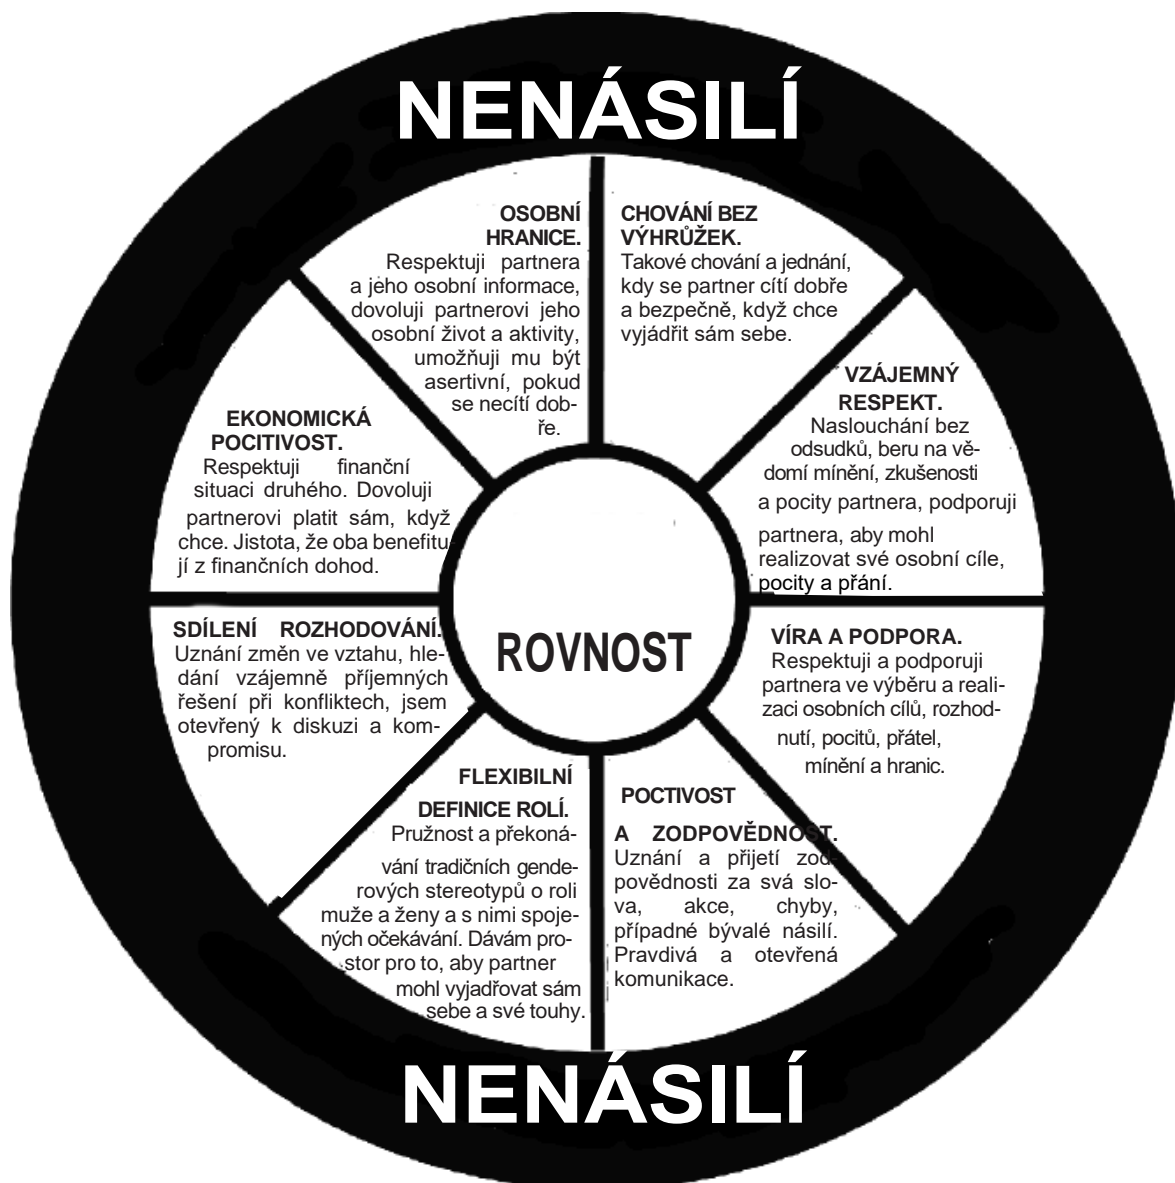 NENÁSILÍ
OSOBNÍ
HRANICE.
Respektuji partnera
a jeho osobní informace,
dovoluji partnerovi jeho
osobní život a aktivity,
umožňuji mu být
asertivní, pokud
se necítí dob-
ře.
CHOVÁNÍ BEZ
VÝHRŮŽEK.
Takové chování a jednání,
kdy se partner cítí dobře
a bezpečně, když chce
vyjádřit sám sebe.
VZÁJEMNÝ
RESPEKT.
Naslouchání bez
odsudků, beru na vě-
domí mínění, zkušenosti
a pocity partnera, podporuji
partnera, aby mohl
realizovat své osobní cíle,
pocity a přání.
EKONOMICKÁ
POCITIVOST.
Respektuji finanční
situaci druhého. Dovoluji
partnerovi platit sám, když
chce. Jistota, že oba benefitu-
jí z finančních dohod.
ROVNOST
SDÍLENÍ ROZHODOVÁNÍ.
Uznání změn ve vztahu, hle-
dání vzájemně příjemných
řešení při konfliktech, jsem
otevřený k diskuzi a kom-
promisu.
VÍRA A PODPORA.
Respektuji a podporuji
partnera ve výběru a reali-
zaci osobních cílů, rozhod-
nutí, pocitů, přátel,
mínění a hranic.
FLEXIBILNÍ
DEFINICE ROLÍ.
Pružnost a překoná-
vání tradičních gende-
rových stereotypů o roli
muže a ženy a s nimi spoje-
ných očekávání. Dávám pro-
stor pro to, aby partner
mohl vyjadřovat sám
sebe a své touhy.
POCTIVOST
A ZODPOVĚDNOST.
Uznání a přijetí zod-
povědnosti za svá slo-
va, akce, chyby,
případné bývalé násilí.
Pravdivá a otevřená
komunikace.
NENÁSILÍ